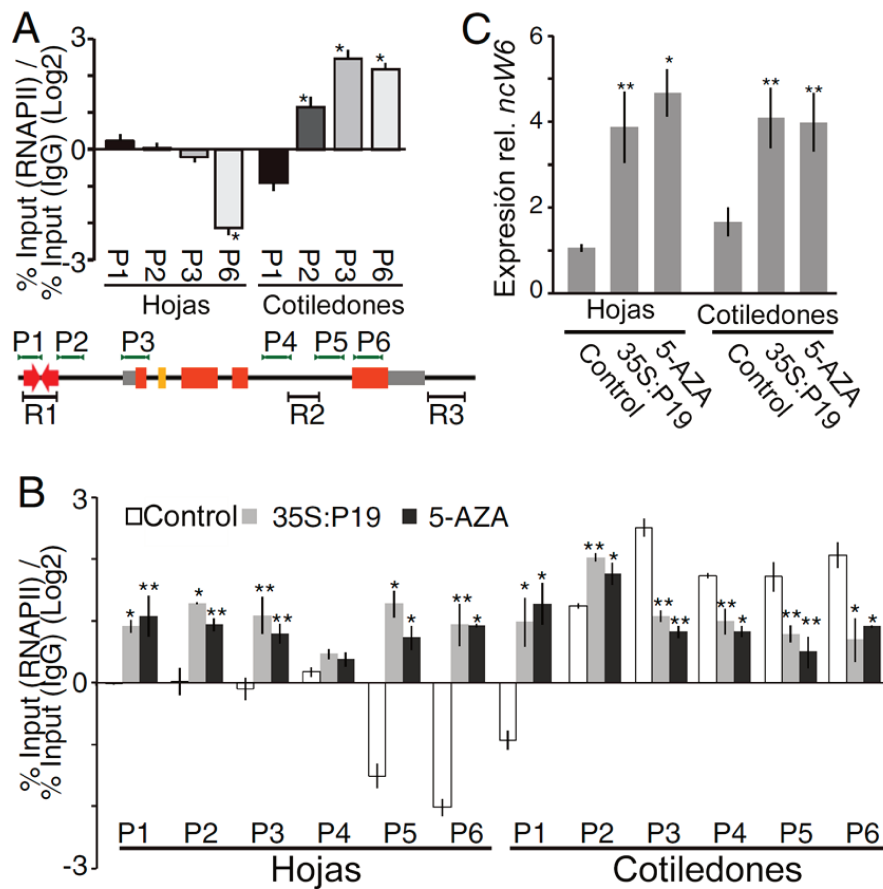 A
% Input (RNAPII) /
% Input (IgG) (Log2)
3
0
-3
* * * *
P1 P2 P3 P6 P1 P2 P3 P6
Hojas Cotiledones
P1 P2 P3 P4 P5 P6
R1 R2 R3
C
Expresión rel. ncW6
6
4
2
0
** * ** **
Hojas Cotiledones
Control 35S:P19 5-AZA Control 35S:P19 5-AZA
B
% Input (RNAPII) /
% Input (IgG) (Log2)
3
0
-3
Control 35S:P19 5-AZA
* ** * ** ** ** * * ** * * * ** * ** ** ** * ** ** * *
P1 P2 P3 P4 P5 P6 P1 P2 P3 P4 P5 P6
Hojas Cotiledones